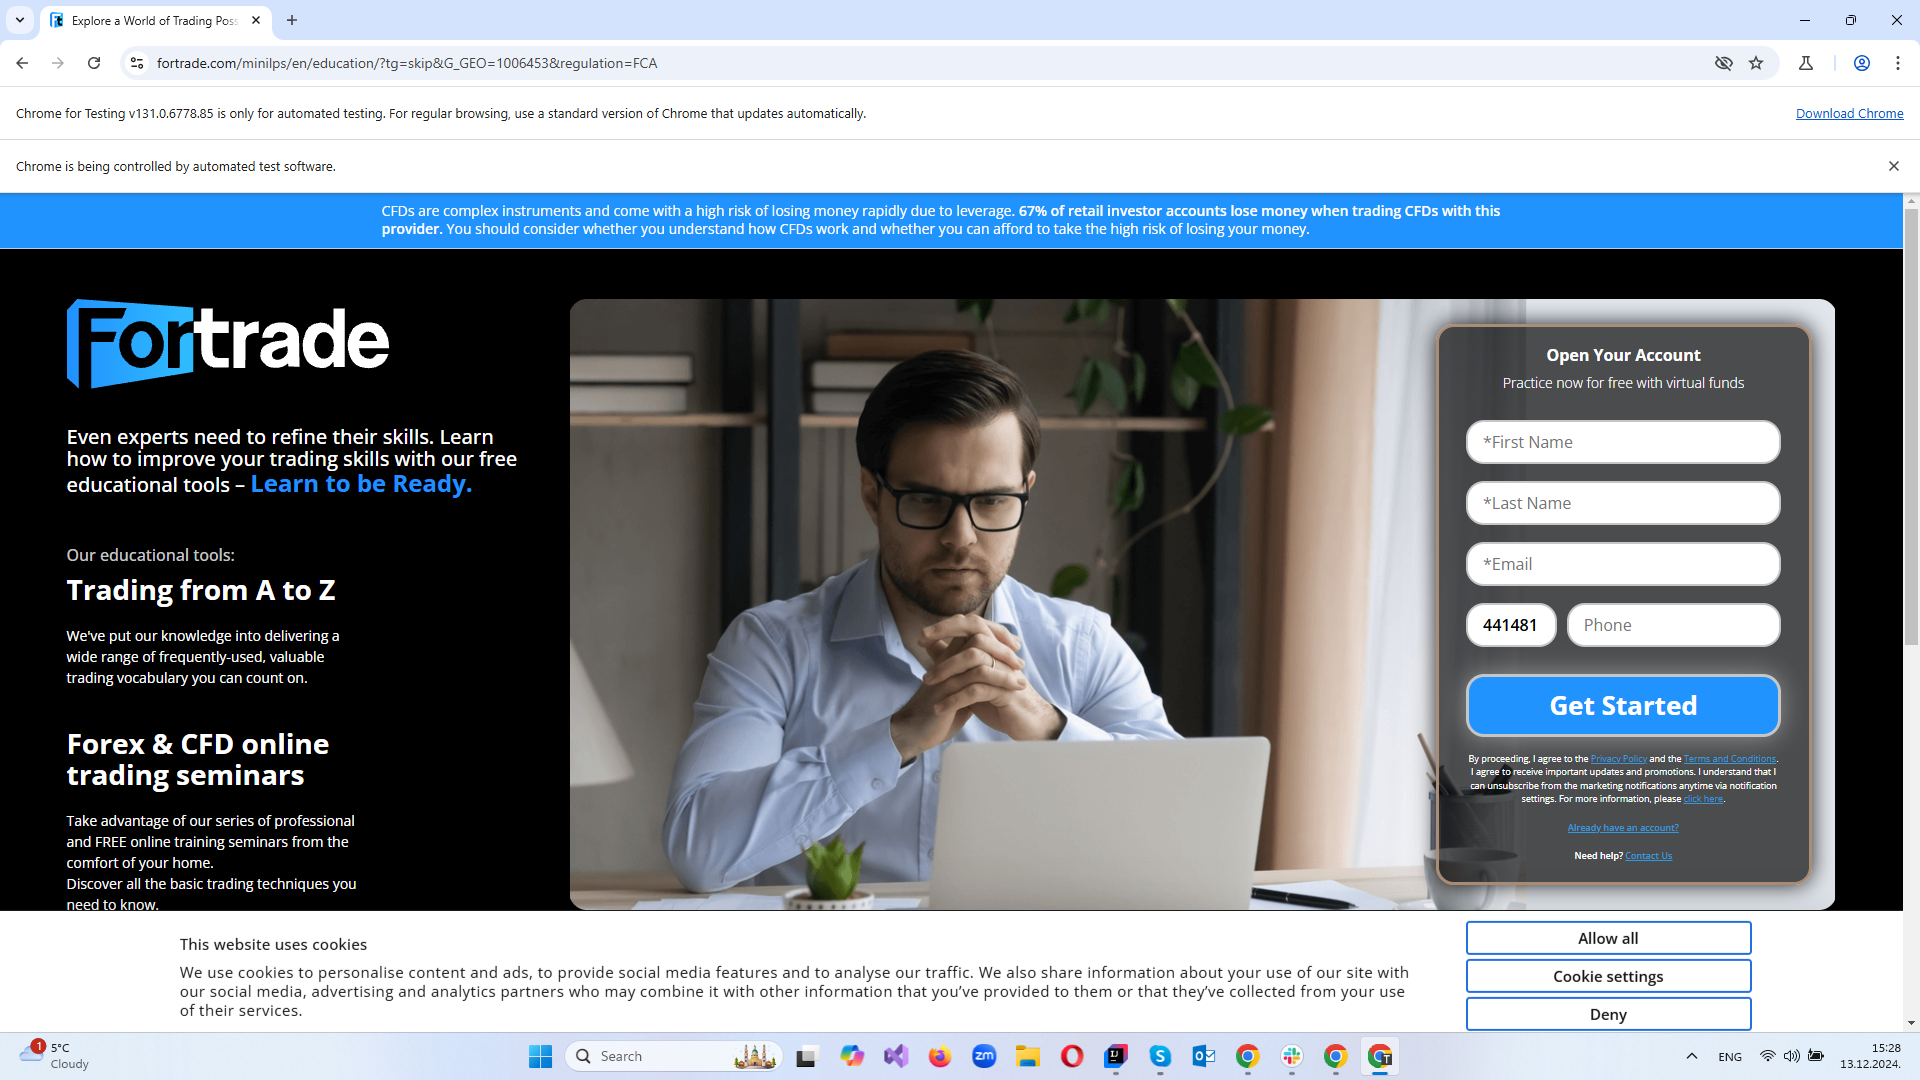 Explore a World of Trading Poss
fortrade.com/minilps/en/education/?tg=skip&G_GEO=1006453&regulation=FCA
Chrome for Testing v131.0.6778.85 is only for automated testing. For regular browsing, use a standard version of Chrome that updates automatically.
Download Chrome
Chrome is being controlled by automated test software.
CFDs are complex instruments and come with a high risk of losing money rapidly due to leverage. 67% of retail investor accounts lose money when trading CFDs with this
provider. You should consider whether you understand how CFDs work and whether you can afford to take the high risk of losing your money.
Fortrade
Even experts need to refine their skills. Learn
how to improve your trading skills with our free
educational tools – Learn to be Ready.
Our educational tools:
Trading from A to Z
We've put our knowledge into delivering a
wide range of frequently-used, valuable
trading vocabulary you can count on.
Forex & CFD online
trading seminars
Take advantage of our series of professional
and FREE online training seminars from the
comfort of your home.
Discover all the basic trading techniques you
need to know.
Open Your Account
Practice now for free with virtual funds
*First Name
*Last Name
*Email
441481
Phone
Get Started
By proceeding, I agree to the Privacy Policy and the Terms and Conditions.
I agree to receive important updates and promotions. I understand that I
can unsubscribe from the marketing notifications anytime via notification
settings. For more information, please click here.
Already have an account?
Need help? Contact Us
This website uses cookies
We use cookies to personalise content and ads, to provide social media features and to analyse our traffic. We also share information about your use of our site with
our social media, advertising and analytics partners who may combine it with other information that you've provided to them or that they've collected from your use
of their services.
Allow all
Cookie settings
Deny
1
5°C
Cloudy
Search
zm
ENG
15:28
13.12.2024.